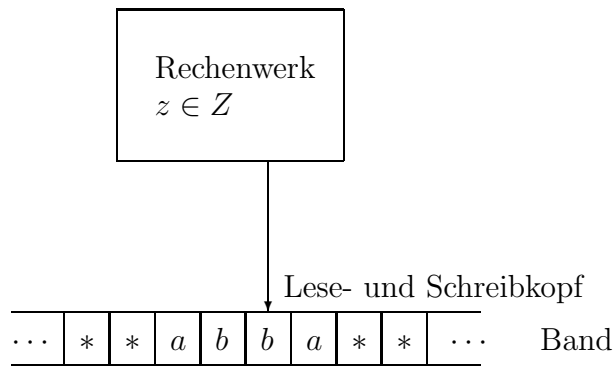 Rechenwerk
z ∈ Z
Lese- und Schreibkopf
··· * * a b b a * * ··· Band